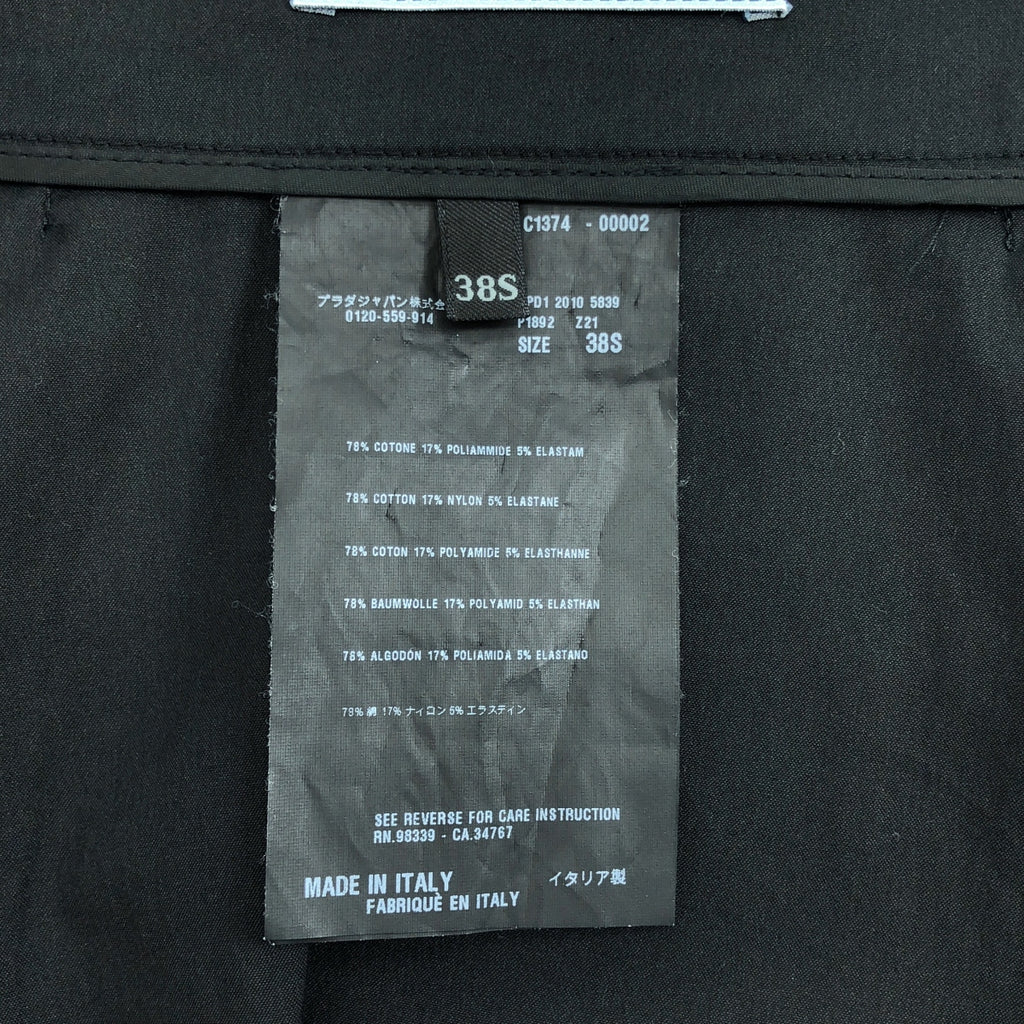 C1374 - 00002
38S
プラダジャパン株式会
0120-559-914
PD1 2010 5839
P1892 Z21
SIZE 38S
78% COTONE 17% POLIAMMIDE 5% ELASTAM
78% COTTON 17% NYLON 5% ELASTANE
78% COTON 17% POLYAMIDE 5% ELASTHANNE
78% BAUMWOLLE 17% POLYAMID 5% ELASTHAN
78% ALGODÓN 17% POLIAMIDA 5% ELASTANO
78% 綿 17% ナイロン 5% エラスティン
SEE REVERSE FOR CARE INSTRUCTION
RN.98339 - CA.34767
MADE IN ITALY
イタリア製
FABRIQUÈ EN ITALY